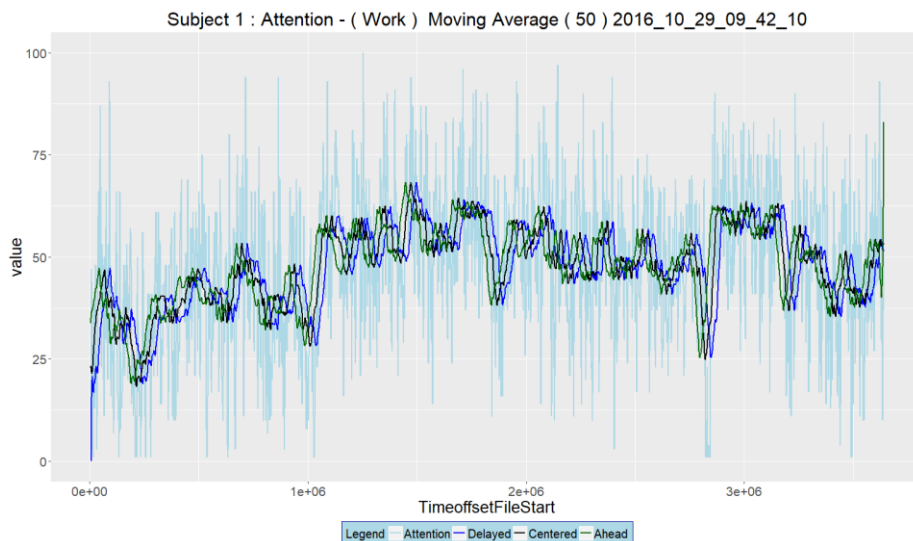 Subject 1 : Attention - ( Work ) Moving Average ( 50 ) 2016_10_29_09_42_10
100
75
50
25
0
value
0e+00 1e+06 2e+06 3e+06
TimeoffsetFileStart
Legend Attention Delayed Centered Ahead